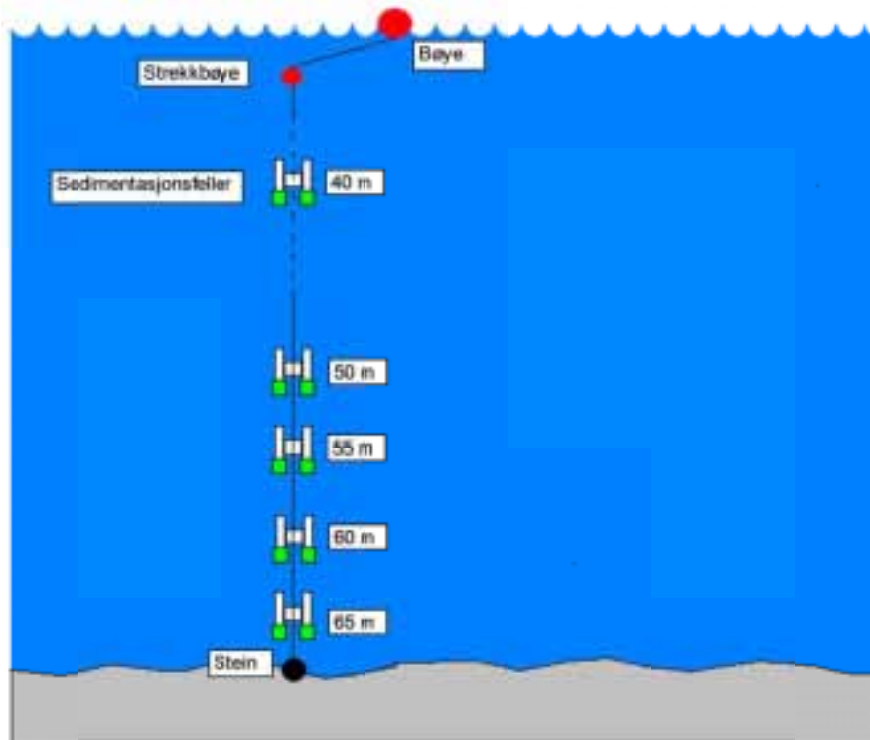 Bøye
Strekkbøye
Sedimentasjonsfeller
40 m
50 m
55 m
60 m
65 m
Stein